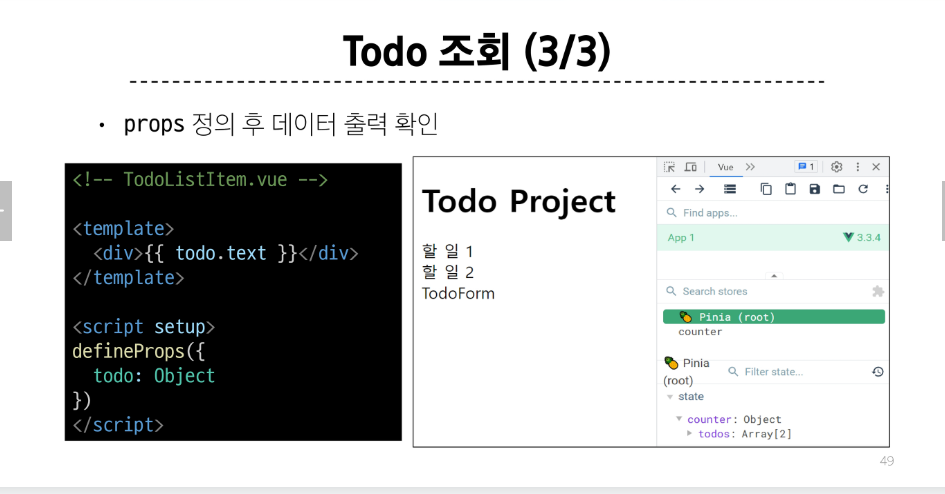 Todo 조회 (3/3)
• props 정의 후 데이터 출력 확인
<!-- TodoListItem.vue -->
<template>
  <div>{{ todo.text }}</div>
</template>
<script setup>
defineProps({
  todo: Object
})
</script>
Todo Project
할 일 1
할 일 2
TodoForm
Vue 1
Find apps...
App 1 3.3.4
Search stores
Pinia (root)
counter
Pinia (root)
Filter state...
state
counter: Object
todos: Array[2]
49